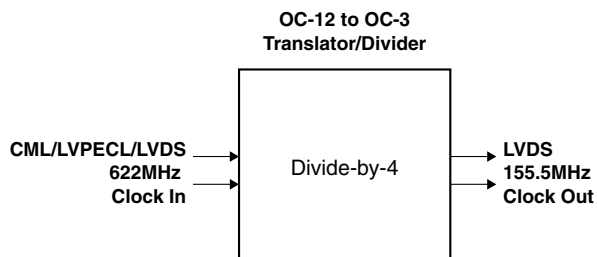 OC-12 to OC-3
Translator/Divider
CML/LVPECL/LVDS
622MHz
Clock In
Divide-by-4
LVDS
155.5MHz
Clock Out